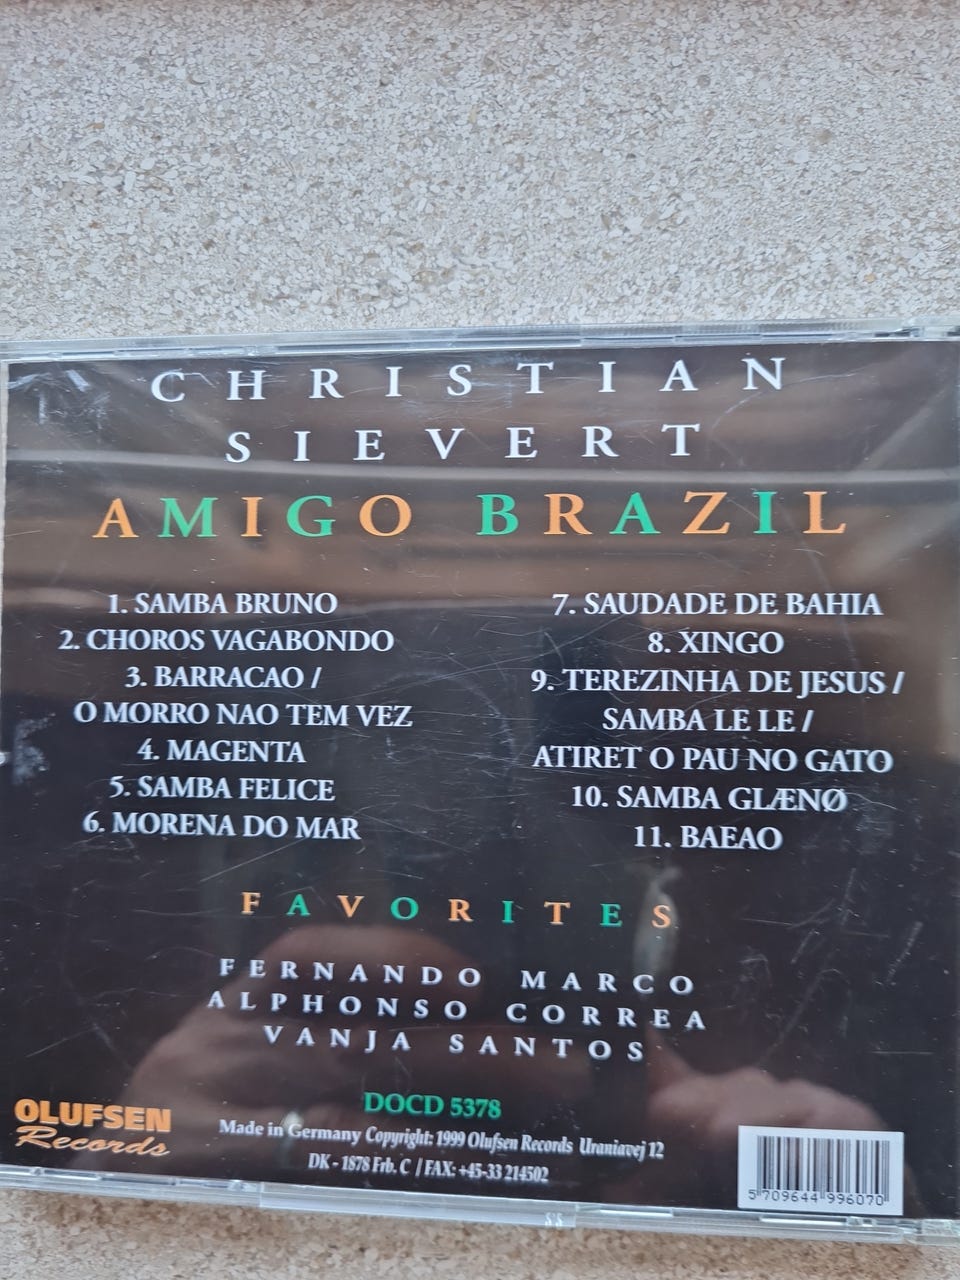 CHRISTIAN
SIEVERT
AMIGO BRAZIL
1. SAMBA BRUNO
2. CHOROS VAGABONDO
3. BARRACAO /
O MORRO NAO TEM VEZ
4. MAGENTA
5. SAMBA FELICE
6. MORENA DO MAR
7. SAUDADE DE BAHIA
8. XINGO
9. TEREZINHA DE JESUS /
SAMBA LE LE /
ATIRET O PAU NO GATO
10. SAMBA GLÆNØ
11. BAEAO
FAVORITES
FERNANDO MARCO
ALPHONSO CORREA
VANJA SANTOS
DOCD 5378
OLUFSEN
Records
Made in Germany Copyright: 1999 Olufsen Records Uraniavej 12
DK - 1878 Frb. C / FAX: +45-33 214502
5 709644 996070